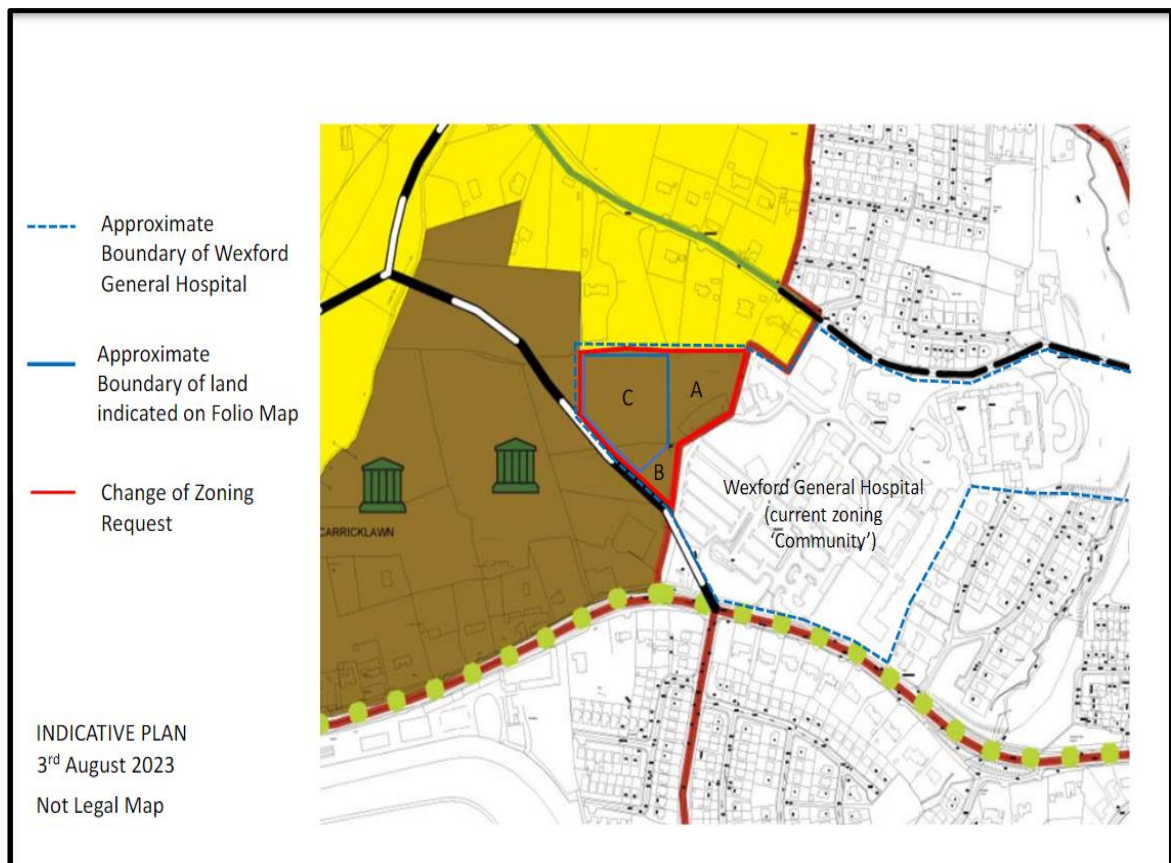 Approximate
Boundary of Wexford
General Hospital
Approximate
Boundary of land
indicated on Folio Map
Change of Zoning
Request
INDICATIVE PLAN
3rd August 2023
Not Legal Map
C
A
B
CARRICKLAWN
Wexford General Hospital
(current zoning
‘Community’)